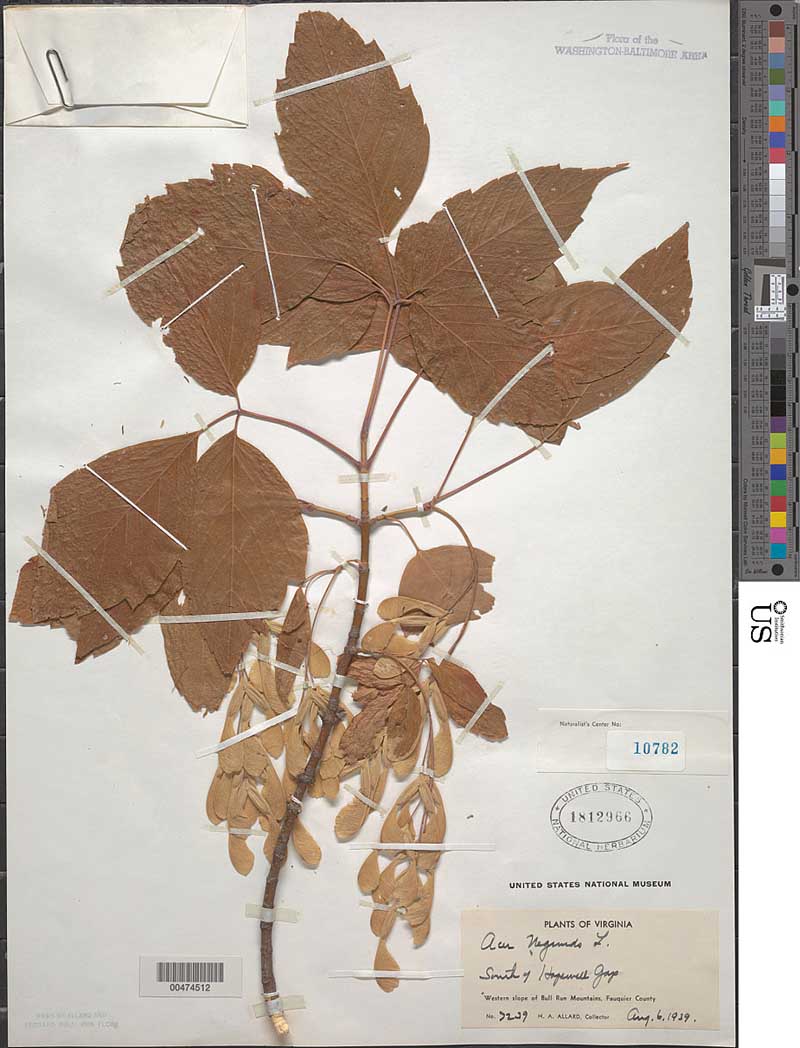 Flora of the
WASHINGTON-BALTIMORE AREA
Naturalist's Center No:
10782
UNITED STATES
1812966
NATIONAL HERBARIUM
UNITED STATES NATIONAL MUSEUM
PLANTS OF VIRGINIA
Acer Negundo L.
South of Hopewell Gap
Western slope of Bull Run Mountains, Fauquier County
No. H. A. ALLARD, Collector Aug. 6, 1939.
00474512
US
Smithsonian
Institution